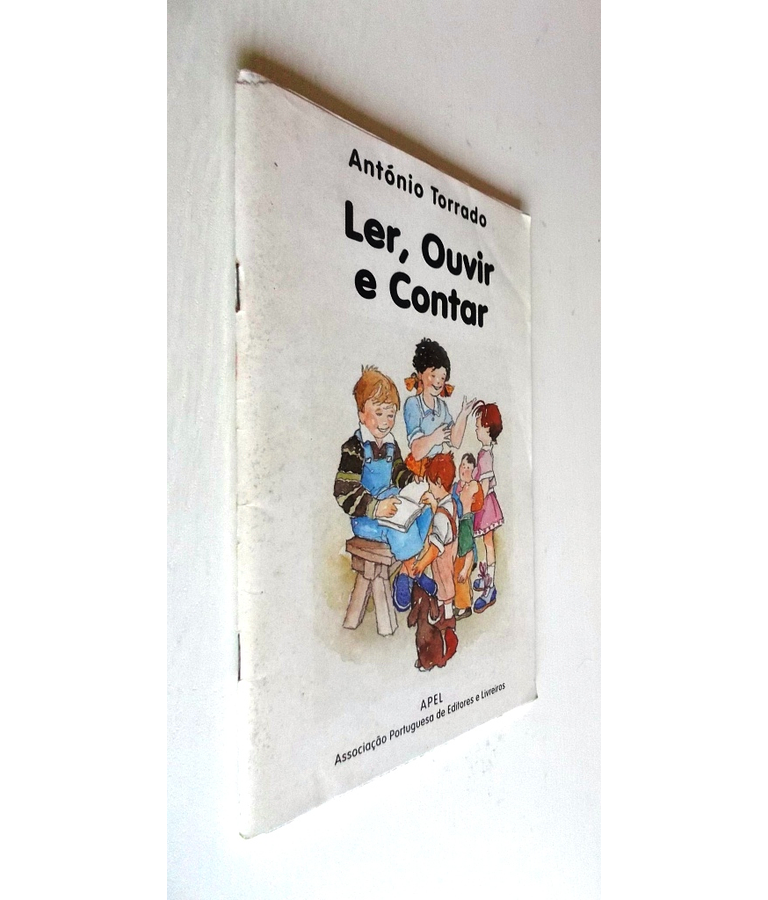 António Torrado
Ler, Ouvir
e Contar
APEL
Associação Portuguesa de Editores e Livreiros